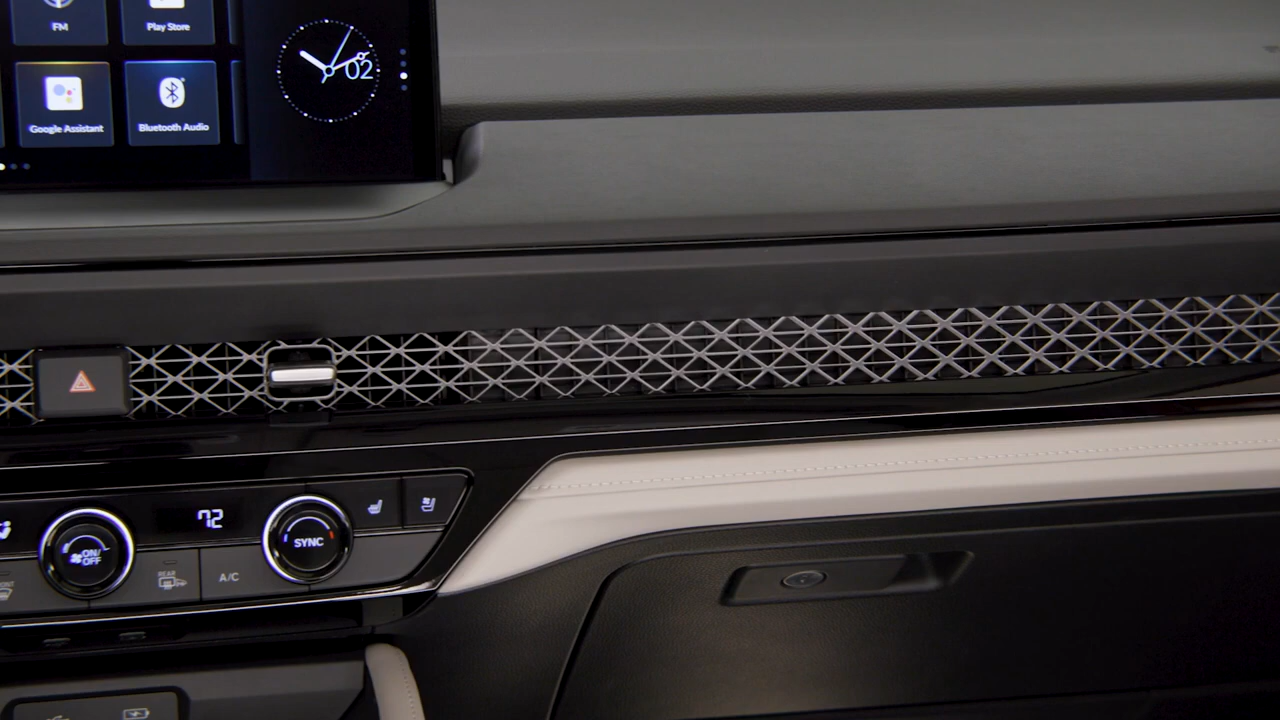 FM
Play Store
02
Google Assistant
Bluetooth Audio
72
ON/
OFF
SYNC
REAR
A/C